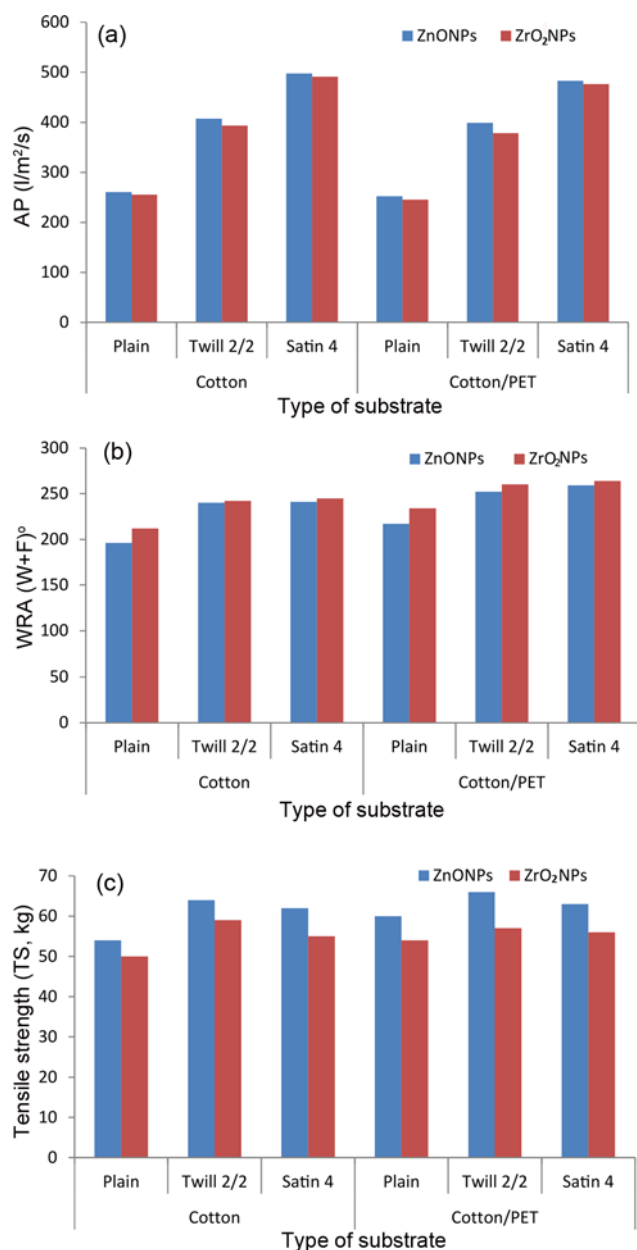 (a)
ZnONPs ZrO₂NPs
AP (l/m²/s)
600
500
400
300
200
100
0
Plain Twill 2/2 Satin 4 Plain Twill 2/2 Satin 4
Cotton Cotton/PET
Type of substrate
(b)
ZnONPs ZrO₂NPs
WRA (W+F)º
300
250
200
150
100
50
0
Plain Twill 2/2 Satin 4 Plain Twill 2/2 Satin 4
Cotton Cotton/PET
Type of substrate
(c)
ZnONPs ZrO₂NPs
Tensile strength (TS, kg)
70
60
50
40
30
20
10
0
Plain Twill 2/2 Satin 4 Plain Twill 2/2 Satin 4
Cotton Cotton/PET
Type of substrate